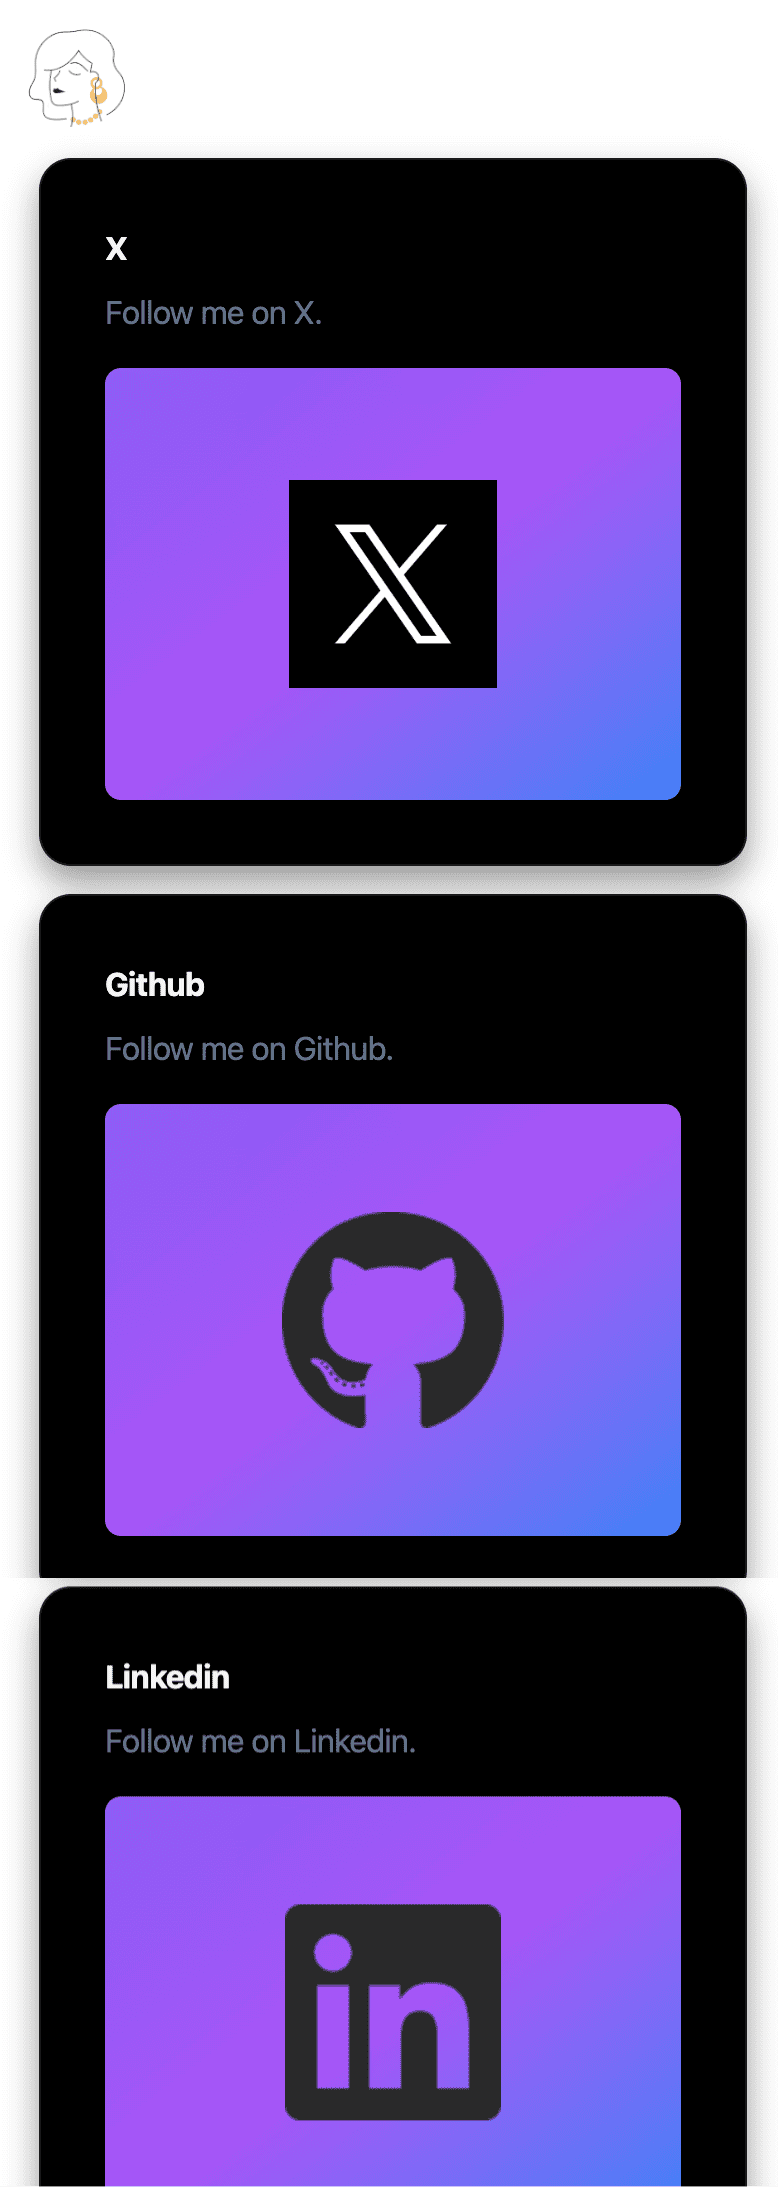 X
Follow me on X.
X
Github
Follow me on Github.
Linkedin
Follow me on Linkedin.
in